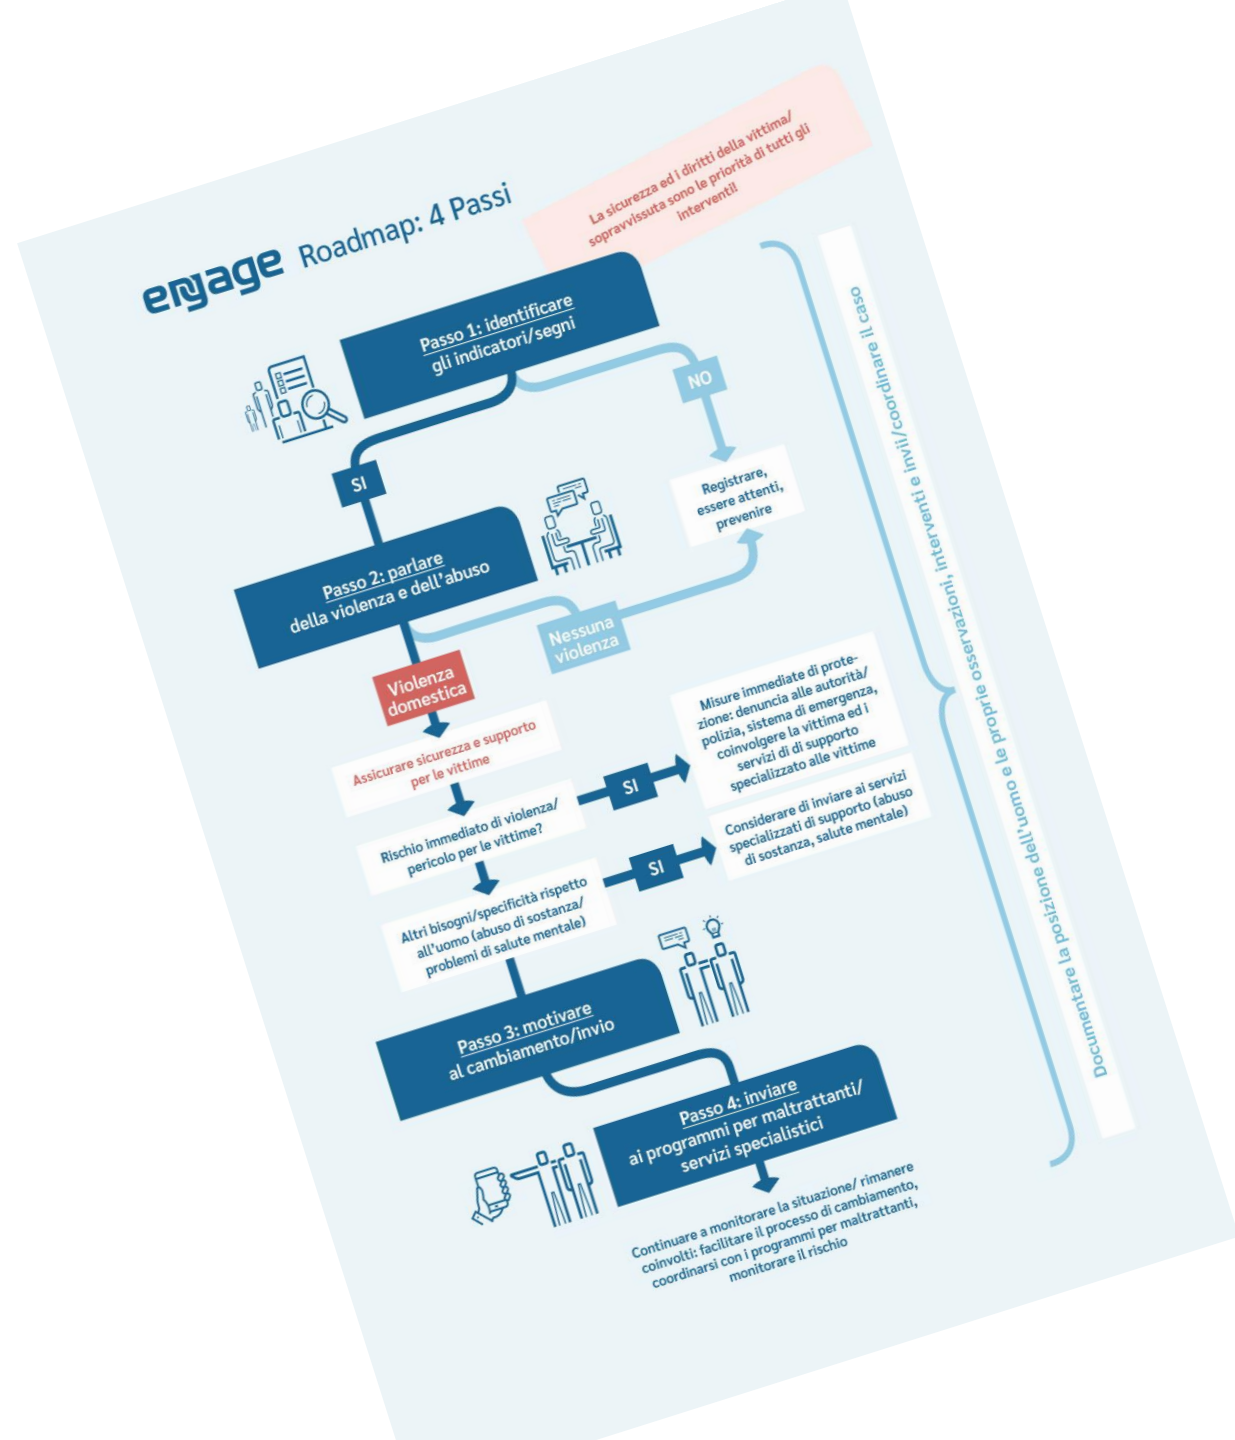 La sicurezza ed i diritti della vittima/
sopravvissuta sono le priorità di tutti gli
interventi!
engage Roadmap: 4 Passi
Passo 1: identificare
gli indicatori/segni
NO
SI
Registrare,
essere attenti,
prevenire
Passo 2: parlare
della violenza e dell'abuso
Nessuna
violenza
Violenza
domestica
Assicurare sicurezza e supporto
per le vittime
Rischio immediato di violenza/
pericolo per le vittime?
SI
Misure immediate di prote-
zione: denuncia alle autorità/
polizia, sistema di emergenza,
coinvolgere la vittima ed i
servizi di di supporto
specializzato alle vittime
Altri bisogni/specificità rispetto
all'uomo (abuso di sostanza/
problemi di salute mentale)
SI
Considerare di inviare ai servizi
specializzati di supporto (abuso
di sostanza, salute mentale)
Passo 3: motivare
al cambiamento/invio
Passo 4: inviare
ai programmi per maltrattanti/
servizi specialistici
Continuare a monitorare la situazione/ rimanere
coinvolti: facilitare il processo di cambiamento,
coordinarsi con i programmi per maltrattanti,
monitorare il rischio
Documentare la posizione dell'uomo e le proprie osservazioni, interventi e invii/coordinare il caso